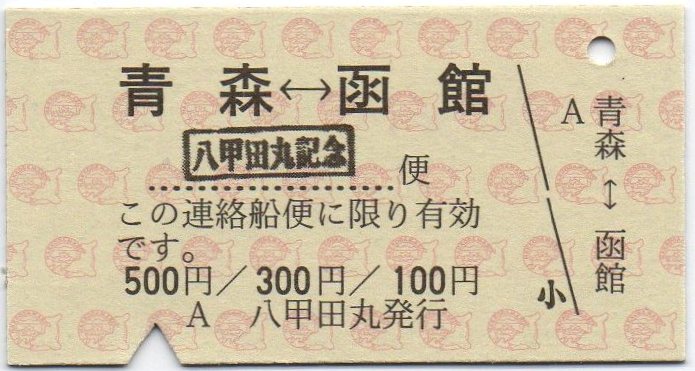 青森↔函館
八甲田丸記念
便
この連絡船便に限り有効
です。
500円／300円／100円
A 八甲田丸発行
小
A
青森↔函館